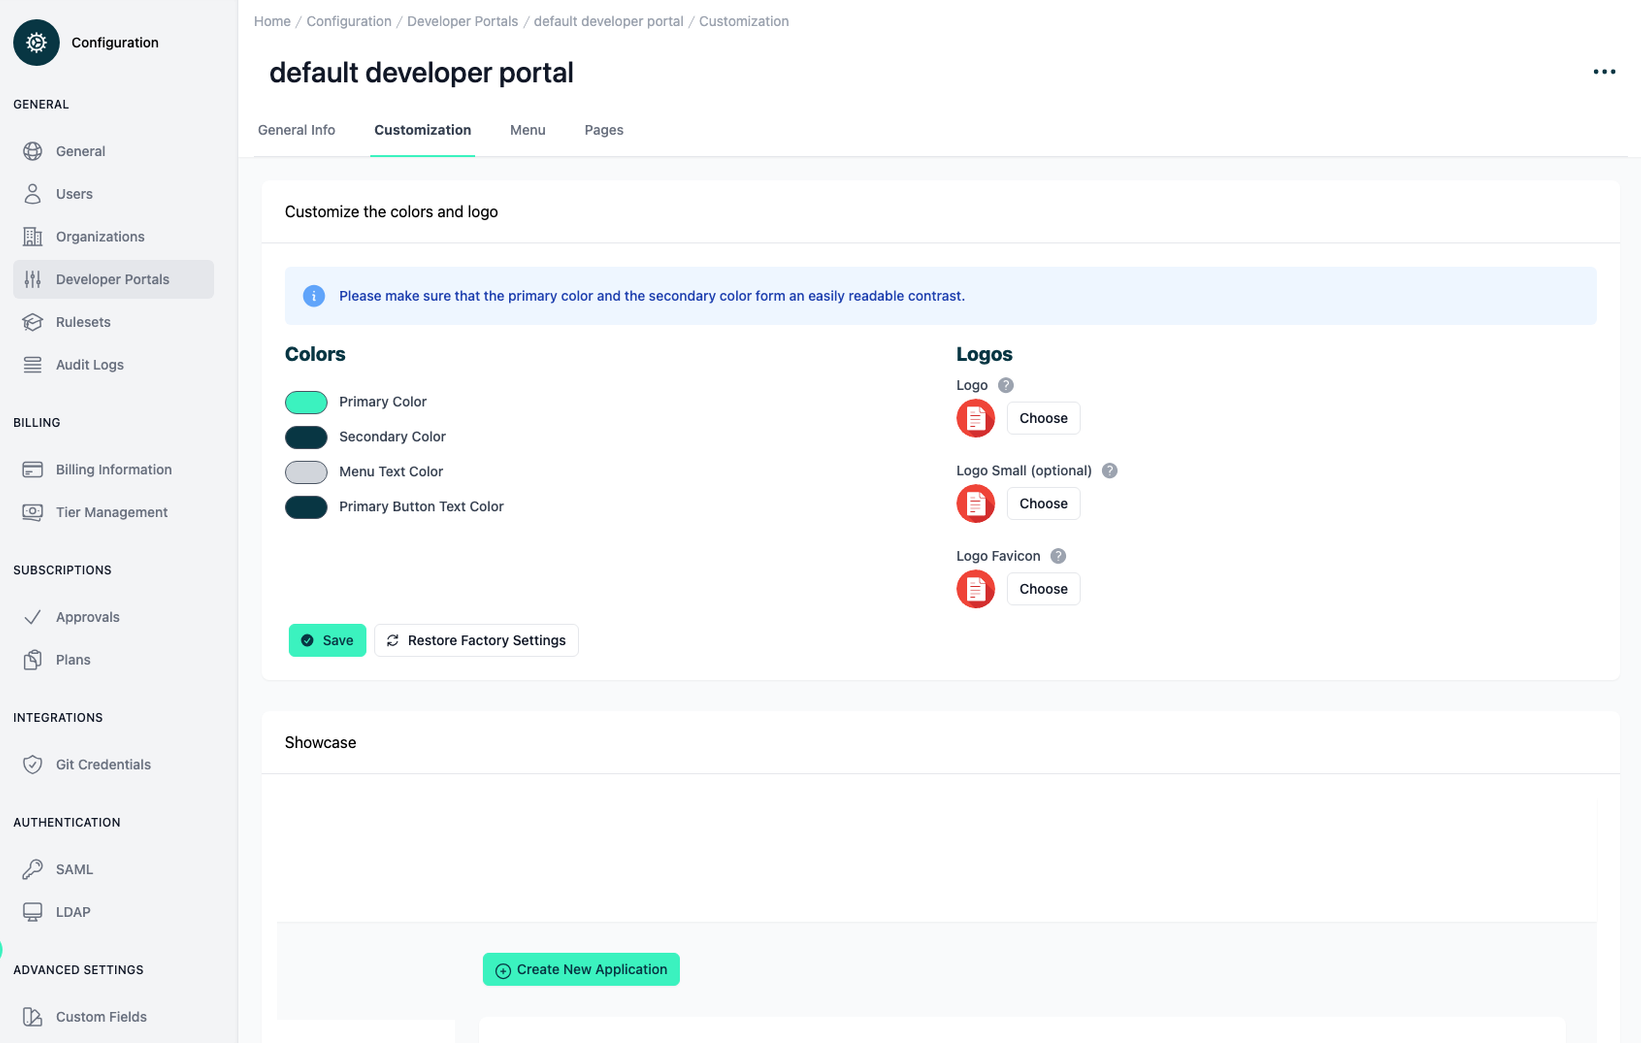 Configuration
GENERAL
General
Users
Organizations
Developer Portals
Rulesets
Audit Logs
BILLING
Billing Information
Tier Management
SUBSCRIPTIONS
Approvals
Plans
INTEGRATIONS
Git Credentials
AUTHENTICATION
SAML
LDAP
ADVANCED SETTINGS
Custom Fields
Home / Configuration / Developer Portals / default developer portal / Customization
default developer portal
General Info Customization Menu Pages
Customize the colors and logo
Please make sure that the primary color and the secondary color form an easily readable contrast.
Colors
Primary Color
Secondary Color
Menu Text Color
Primary Button Text Color
Logos
Logo ?
Choose
Logo Small (optional) ?
Choose
Logo Favicon ?
Choose
Save Restore Factory Settings
Showcase
Create New Application